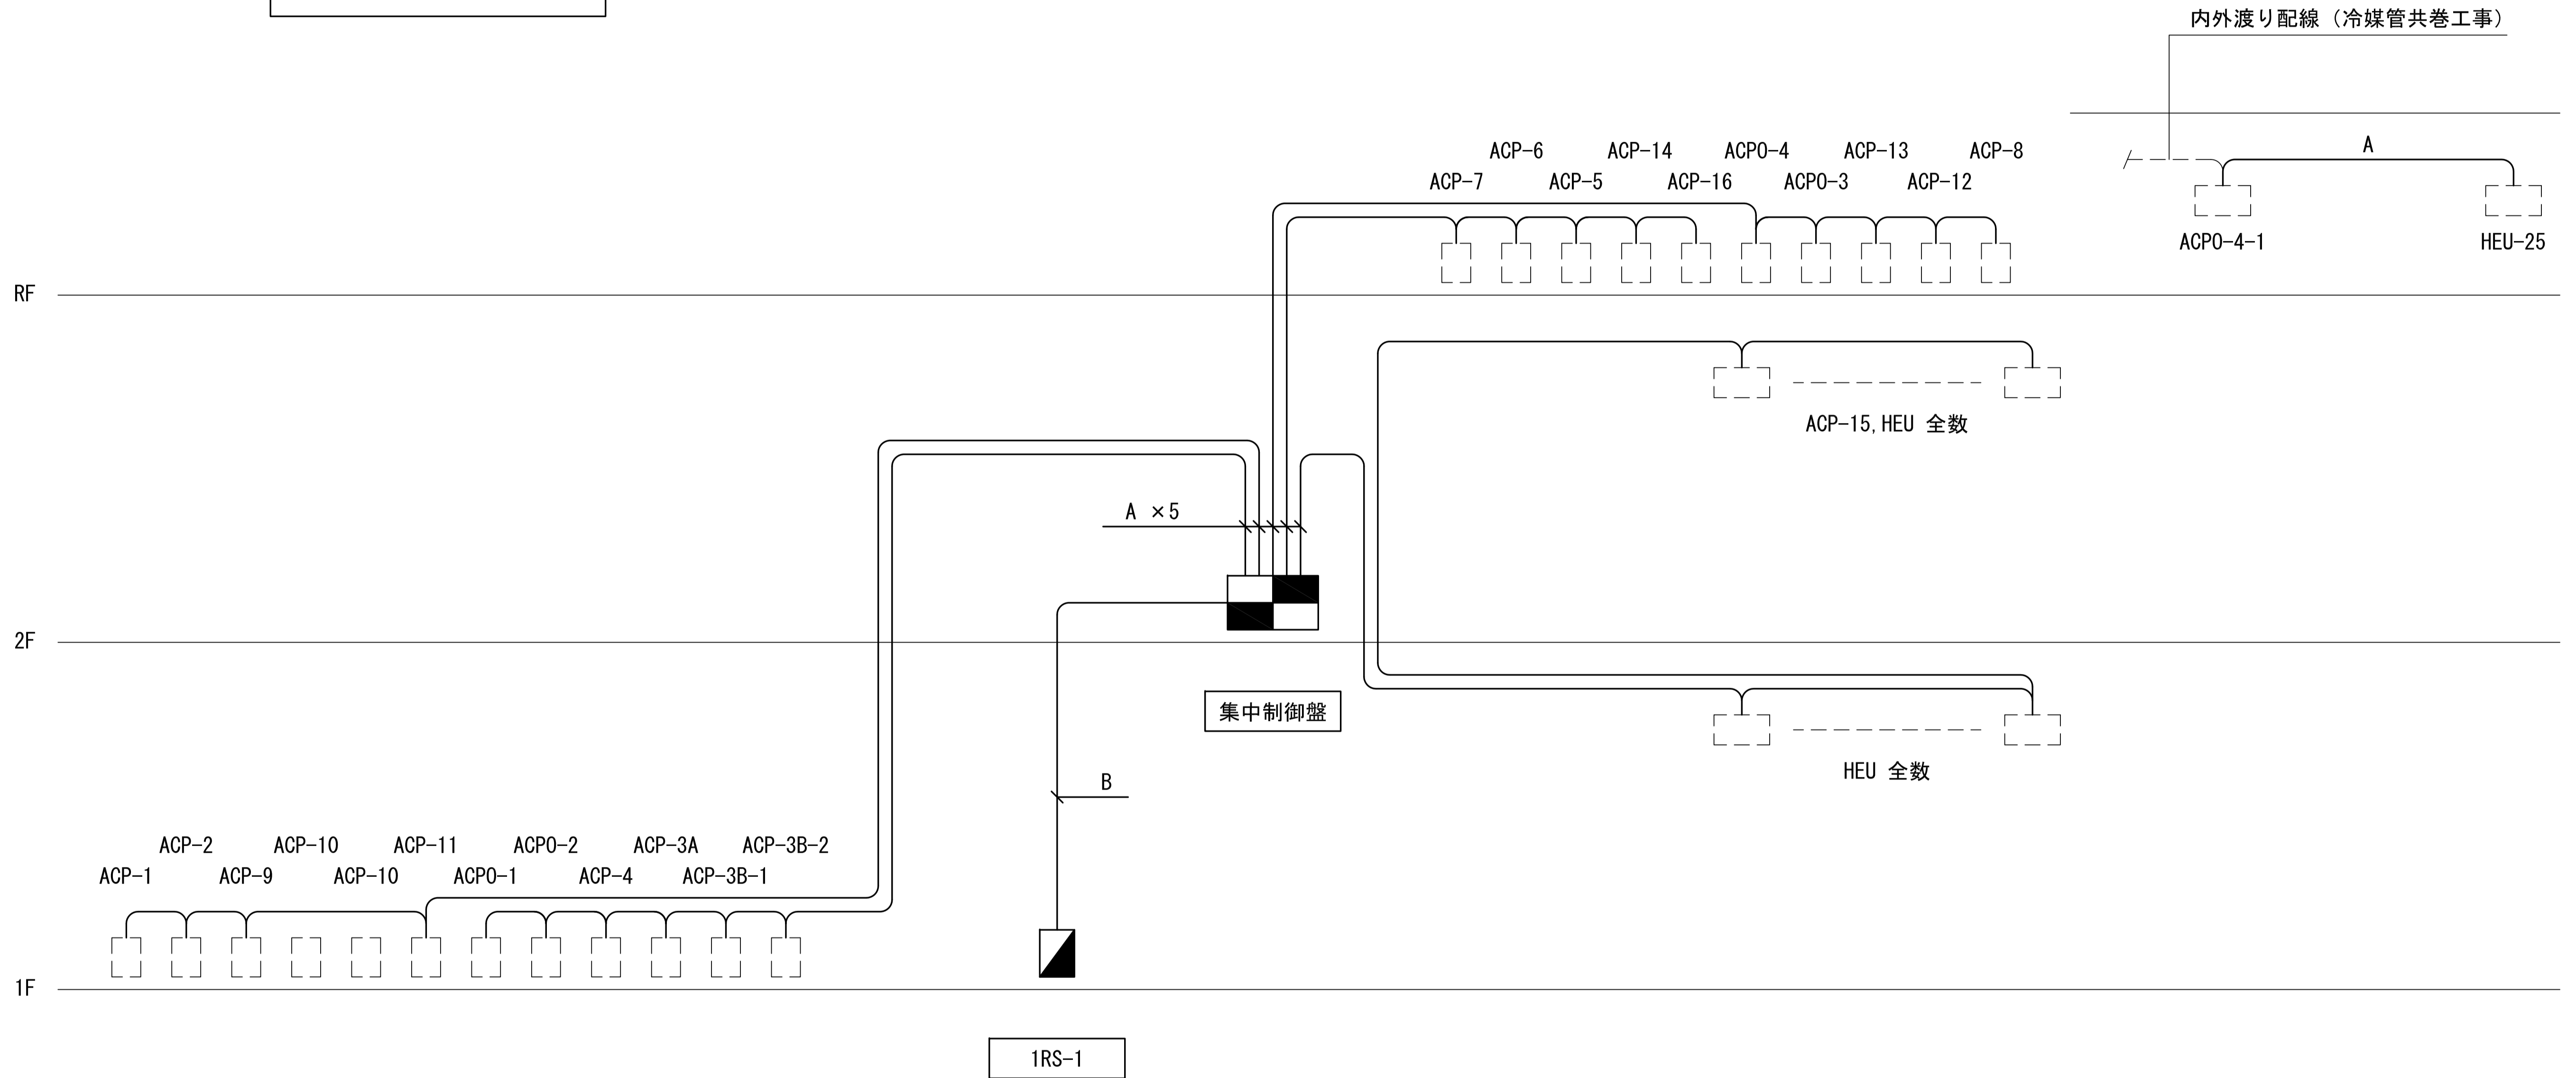 内外渡り配線（冷媒管共巻工事）
ACP-6 ACP-14 ACPO-4 ACP-13 ACP-8
A
ACP-7 ACP-5 ACP-16 ACPO-3 ACP-12
ACPO-4-1 HEU-25
RF
ACP-15,HEU 全数
A ×5
2F
集中制御盤
HEU 全数
B
ACP-2 ACP-10 ACP-11 ACPO-2 ACP-3A ACP-3B-2
ACP-1 ACP-9 ACP-10 ACPO-1 ACP-4 ACP-3B-1
1F
1RS-1